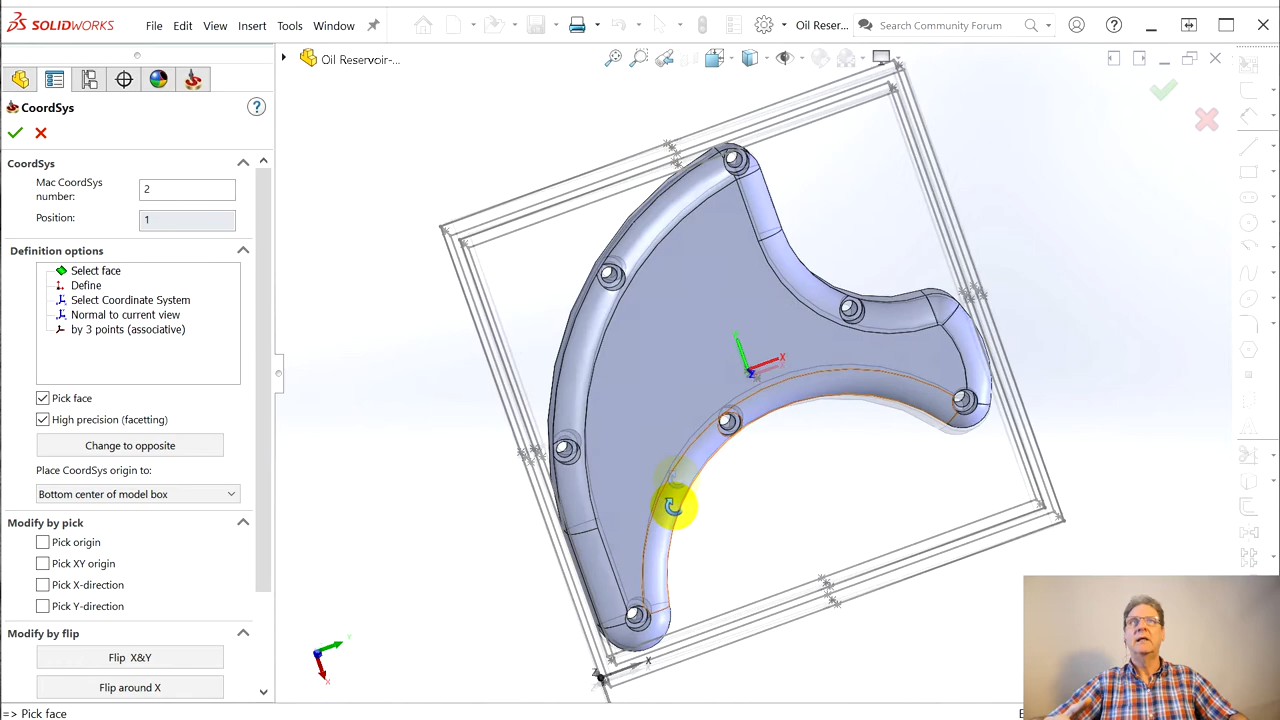 SOLIDWORKS File Edit View Insert Tools Window Oil Reser... Search Community Forum
Oil Reservoir-...
CoordSys
CoordSys
Mac CoordSys number: 2
Position: 1
Definition options
Select face
Define
Select Coordinate System
Normal to current view
by 3 points (associative)
Pick face
High precision (facetting)
Change to opposite
Place CoordSys origin to:
Bottom center of model box
Modify by pick
Pick origin
Pick XY origin
Pick X-direction
Pick Y-direction
Modify by flip
Flip X&Y
Flip around X
=> Pick face
X
Z
X